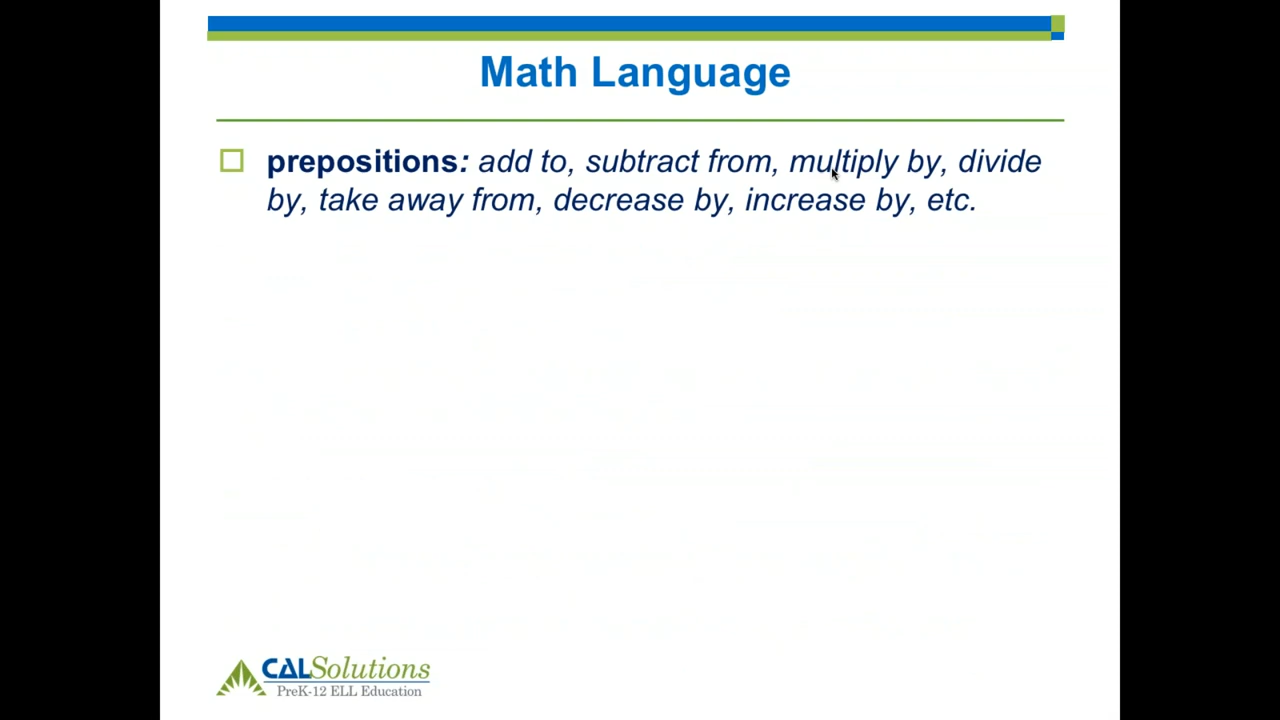 Math Language
prepositions: add to, subtract from, multiply by, divide
by, take away from, decrease by, increase by, etc.
CALSolutions
PreK-12 ELL Education